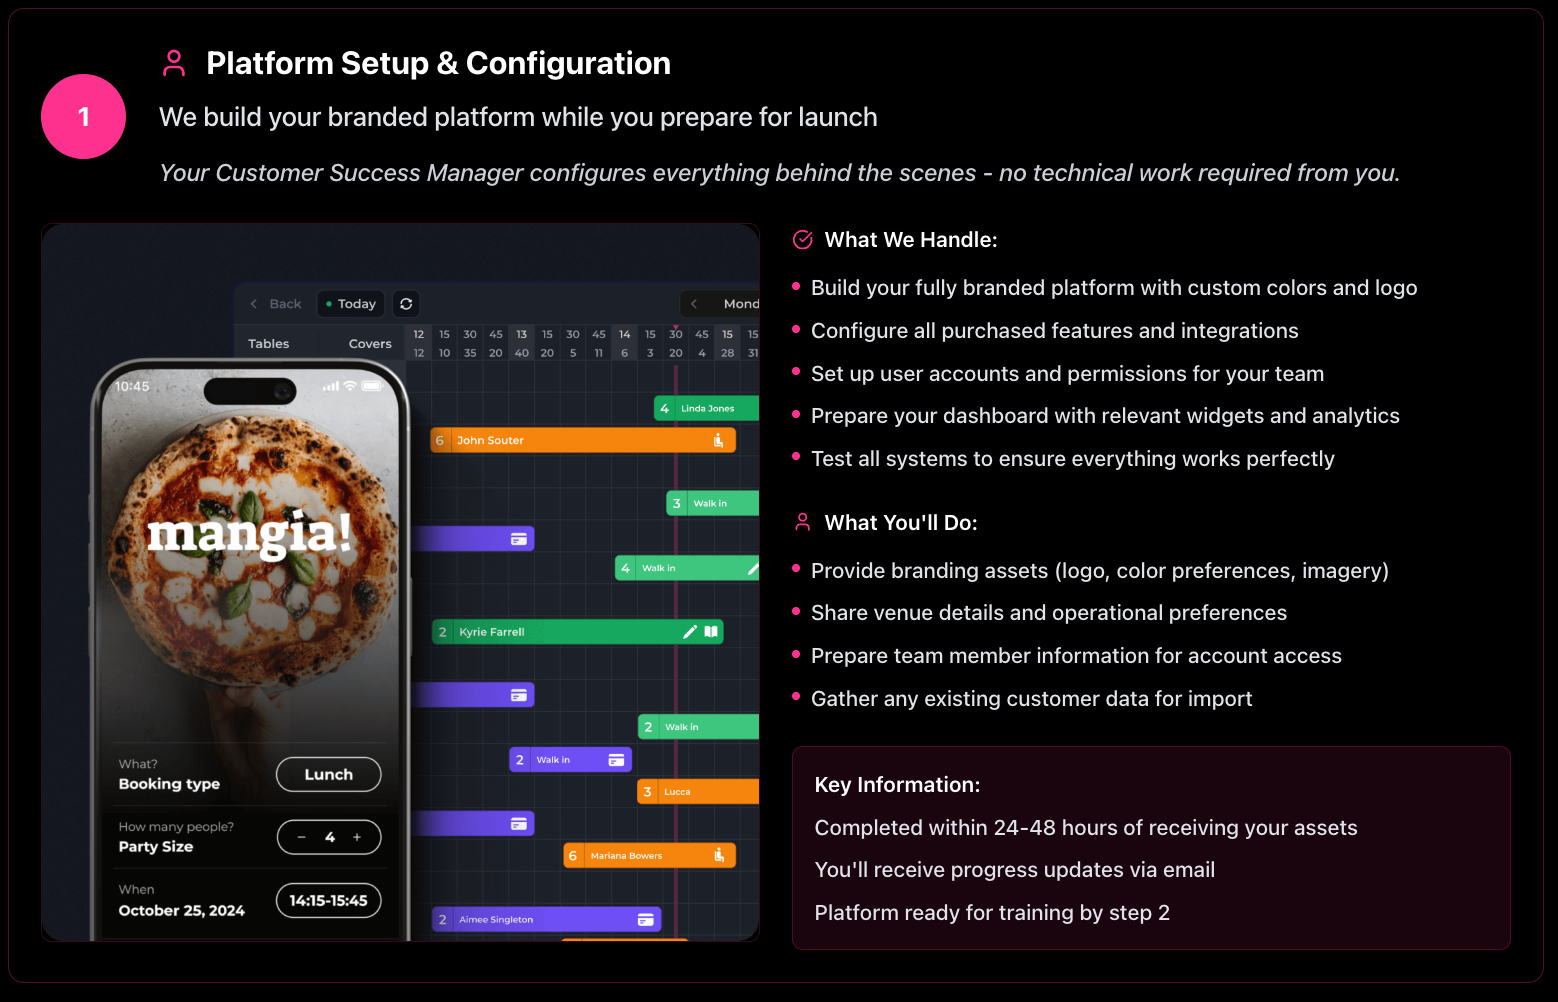 Platform Setup & Configuration
1
We build your branded platform while you prepare for launch
Your Customer Success Manager configures everything behind the scenes - no technical work required from you.
Back
Today
Mond
Tables
Covers
12 15 30 45 13 15 30 45 14 15 30 45 15 15
12 10 35 20 40 20 5 11 6 3 20 4 28 31
10:45
4 Linda Jones
6 John Souter
3 Walk in
mangia!
4 Walk in
2 Kyrie Farrell
2 Walk in
2 Walk in
3 Lucca
6 Mariana Bowers
2 Aimee Singleton
What?
Booking type
Lunch
How many people?
Party Size
− 4 +
When
October 25, 2024
14:15-15:45
What We Handle:
Build your fully branded platform with custom colors and logo
Configure all purchased features and integrations
Set up user accounts and permissions for your team
Prepare your dashboard with relevant widgets and analytics
Test all systems to ensure everything works perfectly
What You'll Do:
Provide branding assets (logo, color preferences, imagery)
Share venue details and operational preferences
Prepare team member information for account access
Gather any existing customer data for import
Key Information:
Completed within 24-48 hours of receiving your assets
You'll receive progress updates via email
Platform ready for training by step 2